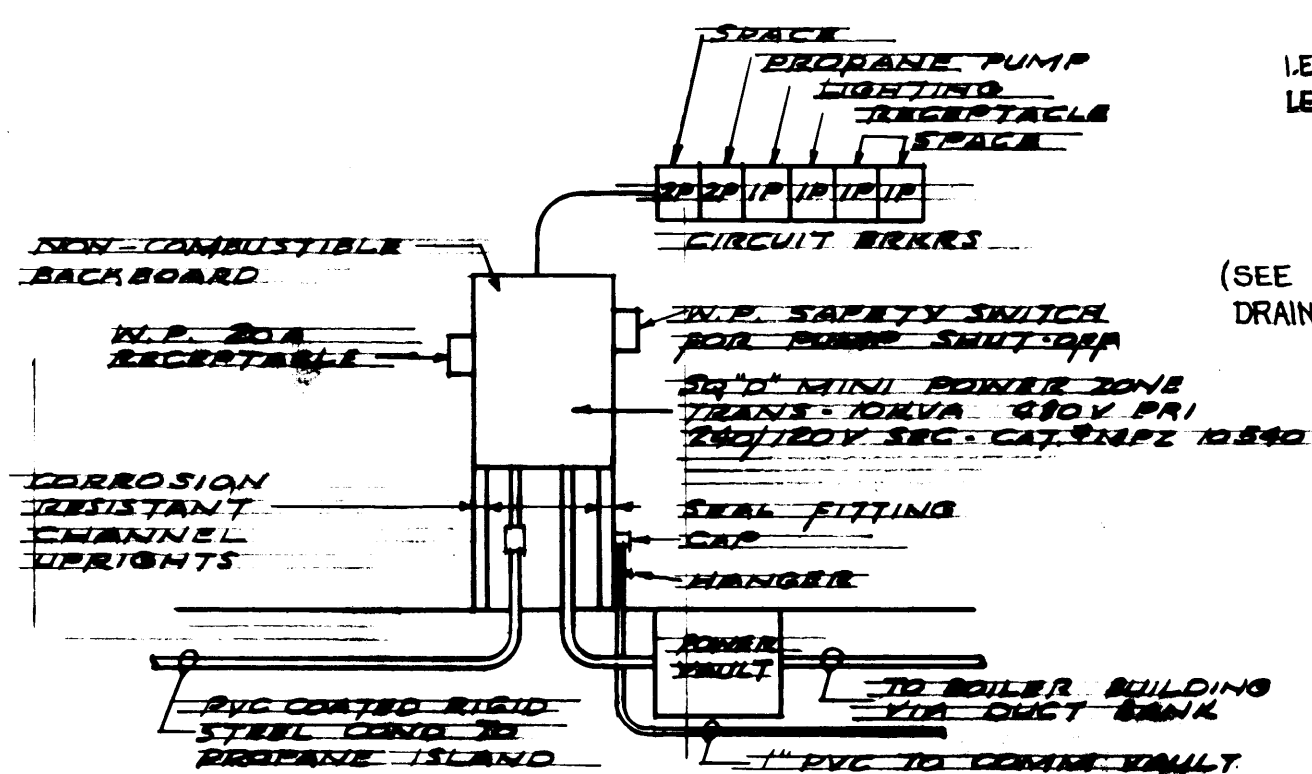 SPACE
PROPANE PUMP
LIGHTING
RECEPTACLE
SPACE
2P 2P 1P 1P 1P 1P
CIRCUIT BRKRS
NON-COMBUSTIBLE
BACKBOARD
W.P. 20A
RECEPTABLE
W.P. SAFETY SWITCH
FOR PUMP SHUT-OFF
SQ "D" MINI POWER ZONE
TRANS - 10KVA 480V PRI
240/120V SEC - CAT.# MPZ 10S40
CORROSION
RESISTANT
CHANNEL
UPRIGHTS
SEAL FITTING
CAP
HANGER
POWER
VAULT
TO BOILER BUILDING
VIA DUCT BANK
PVC COATED RIGID
STEEL COND TO
PROPANE ISLAND
1" PVC TO COMM VAULT
(SEE
DRAIN